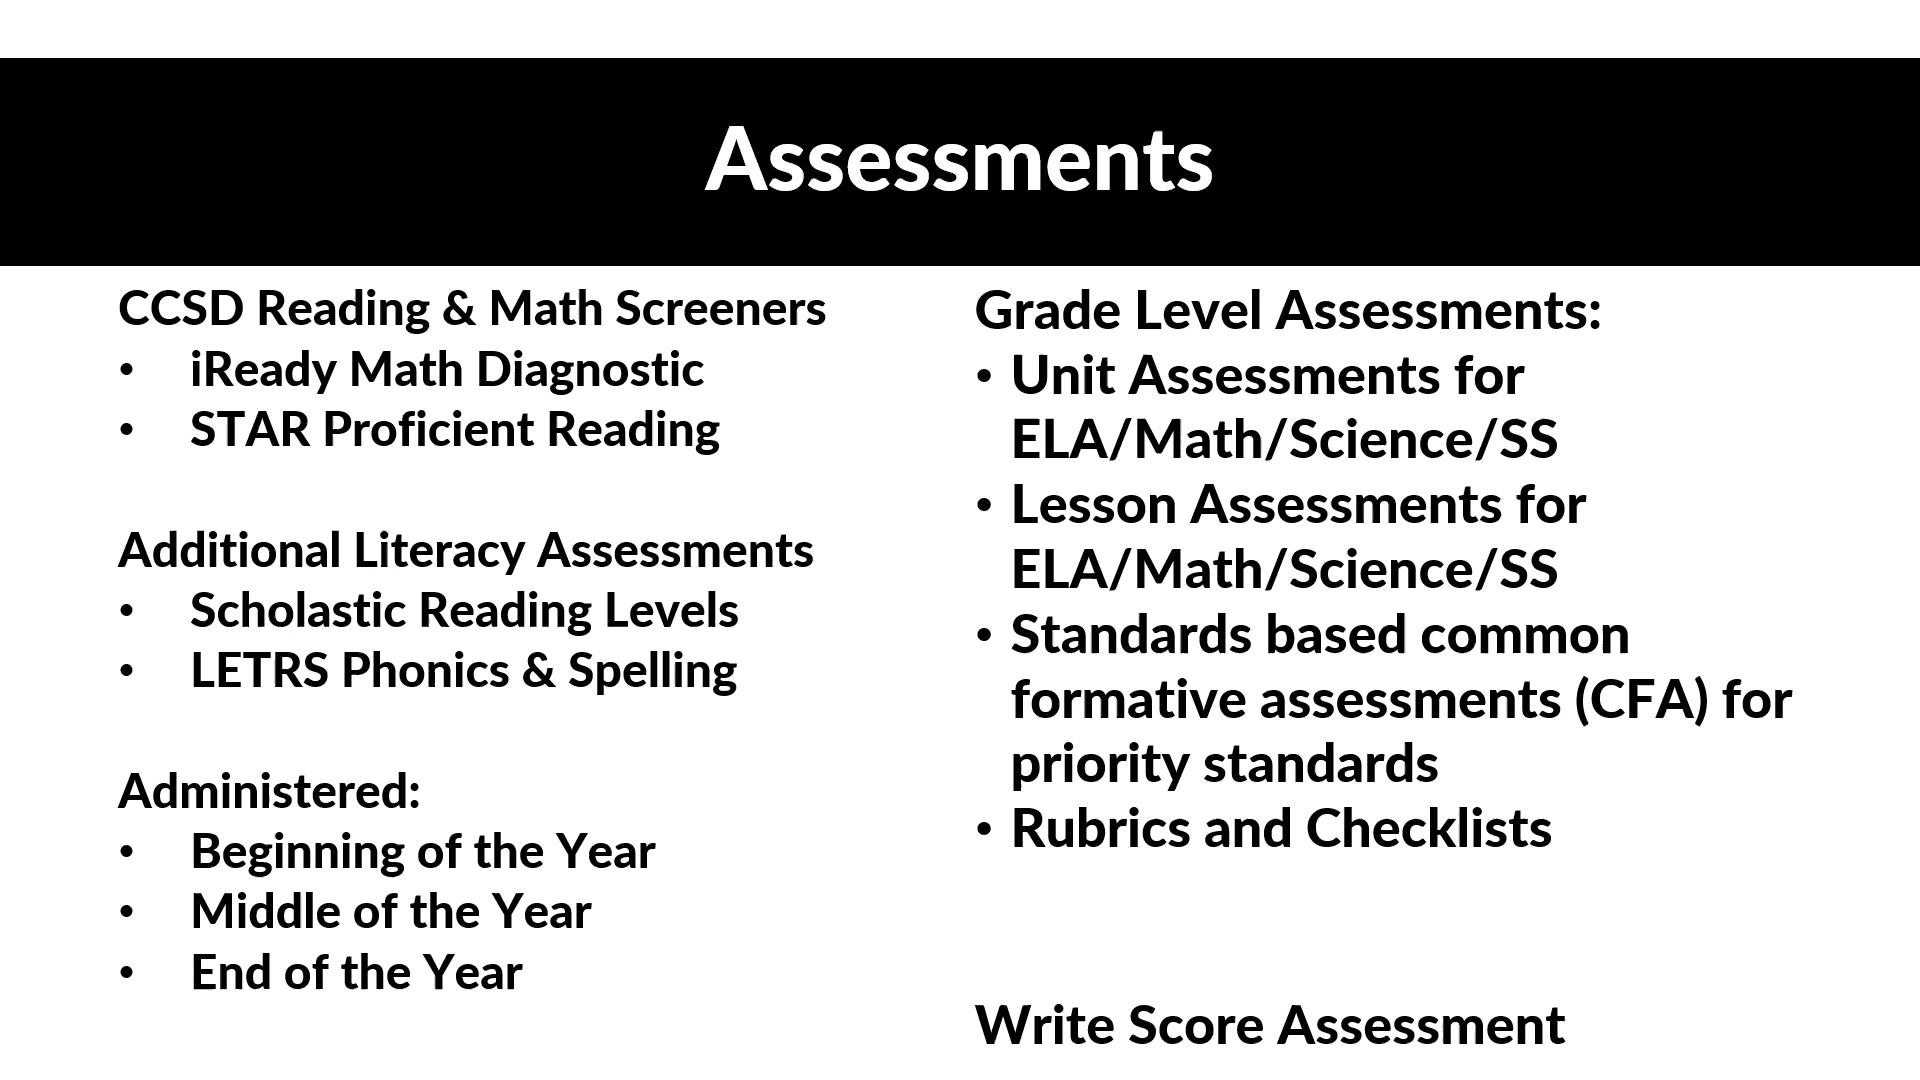 Assessments
CCSD Reading & Math Screeners
• iReady Math Diagnostic
• STAR Proficient Reading
Additional Literacy Assessments
• Scholastic Reading Levels
• LETRS Phonics & Spelling
Administered:
• Beginning of the Year
• Middle of the Year
• End of the Year
Grade Level Assessments:
• Unit Assessments for
ELA/Math/Science/SS
• Lesson Assessments for
ELA/Math/Science/SS
• Standards based common
formative assessments (CFA) for
priority standards
• Rubrics and Checklists
Write Score Assessment